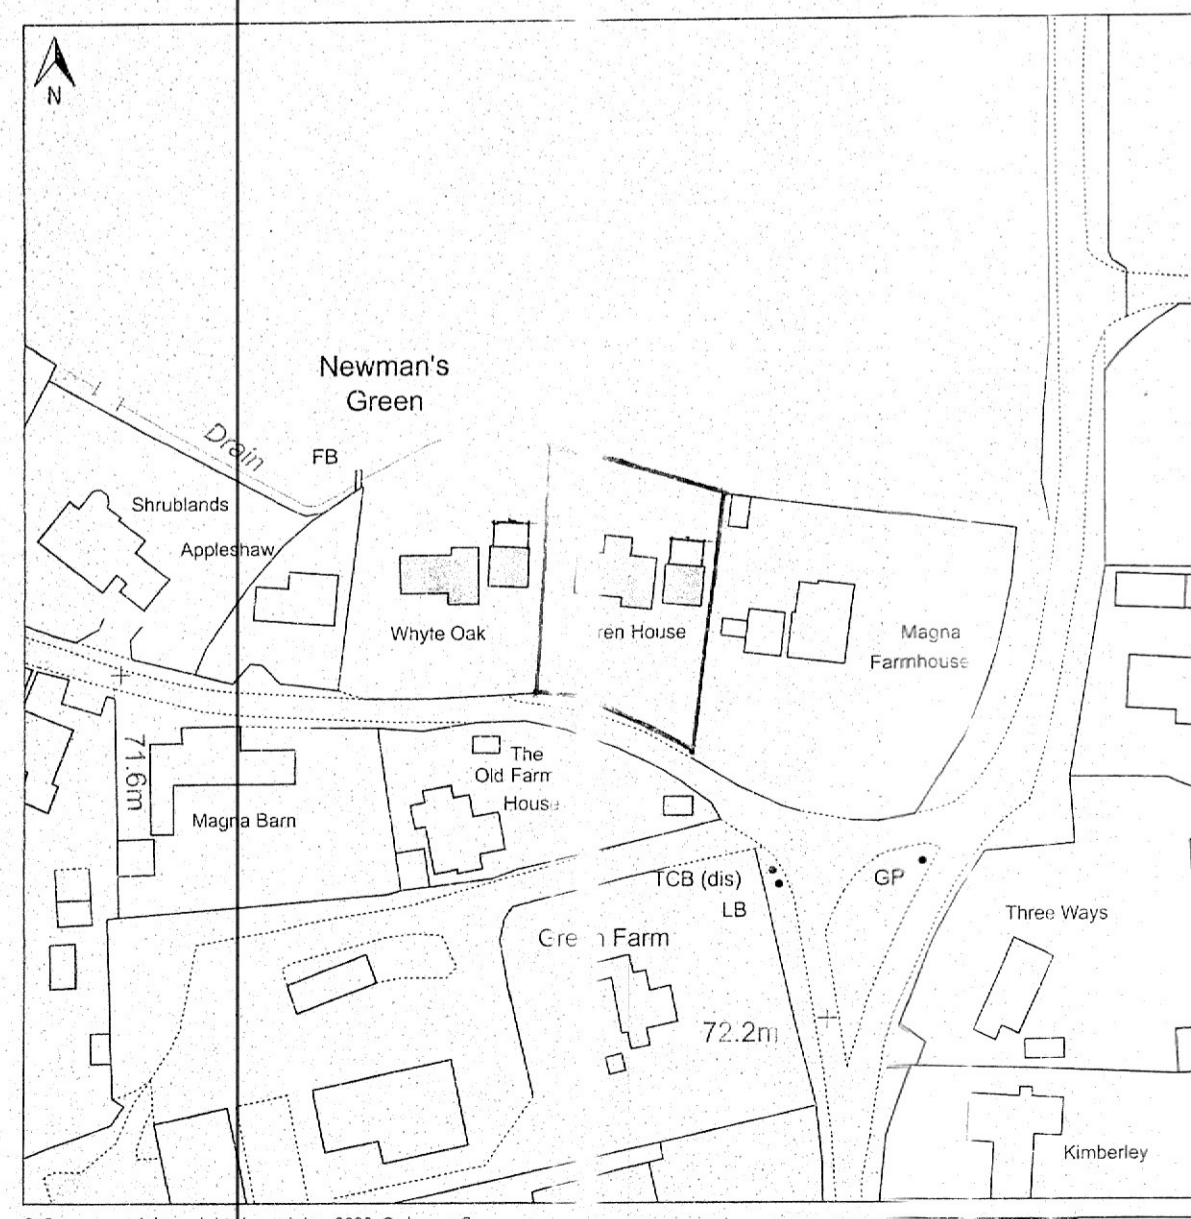 N
Newman's
Green
Drain
FB
Shrublands
Appleshaw
Whyte Oak
ren House
Magna
Farmhouse
71.6m
The
Old Farm
House
Magna Barn
TCB (dis)
LB
GP
Three Ways
Gre n Farm
72.2m
Kimberley